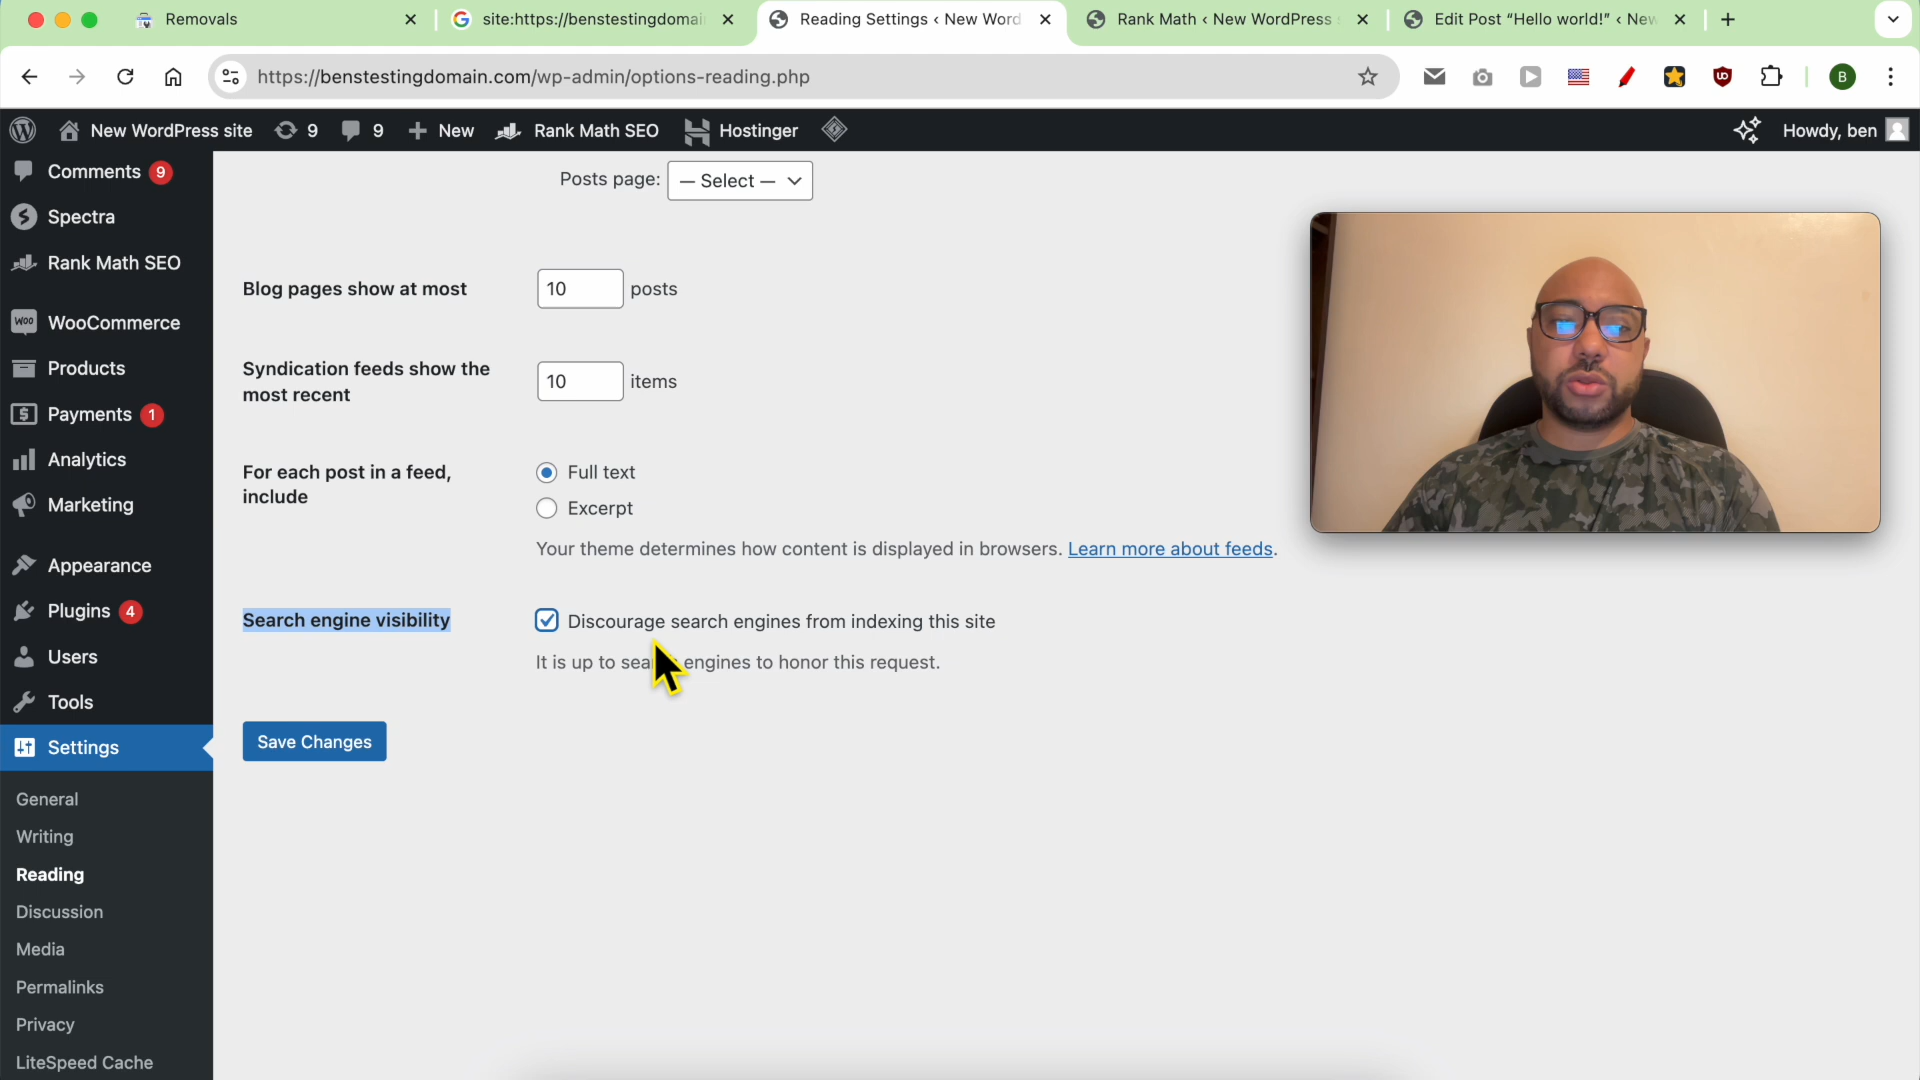 Removals
site:https://benstestingdomai
Reading Settings ‹ New Word
Rank Math ‹ New WordPress
Edit Post “Hello world!” ‹ New
https://benstestingdomain.com/wp-admin/options-reading.php
B
New WordPress site
9
9
New
Rank Math SEO
Hostinger
Howdy, ben
Comments 9
Spectra
Rank Math SEO
WooCommerce
Products
Payments 1
Analytics
Marketing
Appearance
Plugins 4
Users
Tools
Settings
General
Writing
Reading
Discussion
Media
Permalinks
Privacy
LiteSpeed Cache
Posts page: — Select —
Blog pages show at most 10 posts
Syndication feeds show the most recent 10 items
For each post in a feed, include
Full text
Excerpt
Your theme determines how content is displayed in browsers. Learn more about feeds.
Search engine visibility
Discourage search engines from indexing this site
It is up to search engines to honor this request.
Save Changes